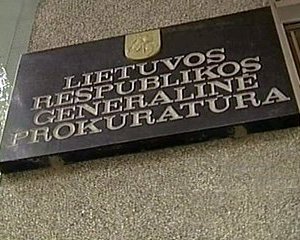 LIETUVOS
RESPUBLIKOS
GENERALINĖ
PROKURATŪRA